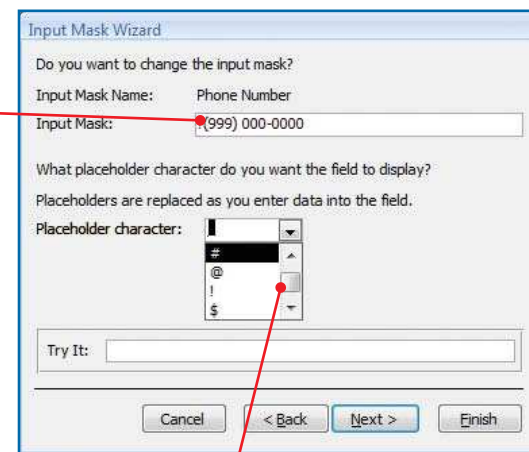 Input Mask Wizard
Do you want to change the input mask?
Input Mask Name: Phone Number
Input Mask: !(999) 000-0000
What placeholder character do you want the field to display?
Placeholders are replaced as you enter data into the field.
Placeholder character:
#
@
!
$
Try It:
Cancel < Back Next > Finish